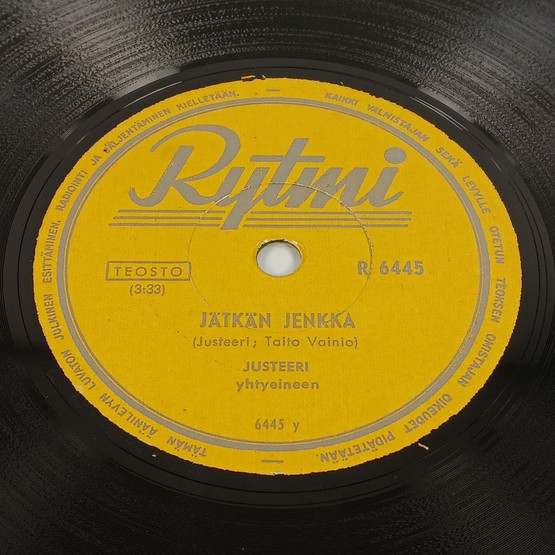 KAIKKI VALMISTAJAN SEKÄ LEVYLLE OTETUN TEOKSEN OMISTAJAN OIKEUDET PIDÄTETÄÄN.
TÄMÄN ÄÄNILEVYN LUVATON JULKINEN ESITTÄMINEN, RADIOINTI JA JÄLJENTÄMINEN KIELLETÄÄN.
Rytmi
TEOSTO
(3:33)
R 6445
JÄTKÄN JENKKA
(Justeeri; Taito Vainio)
JUSTEERI
yhtyeineen
6445 y